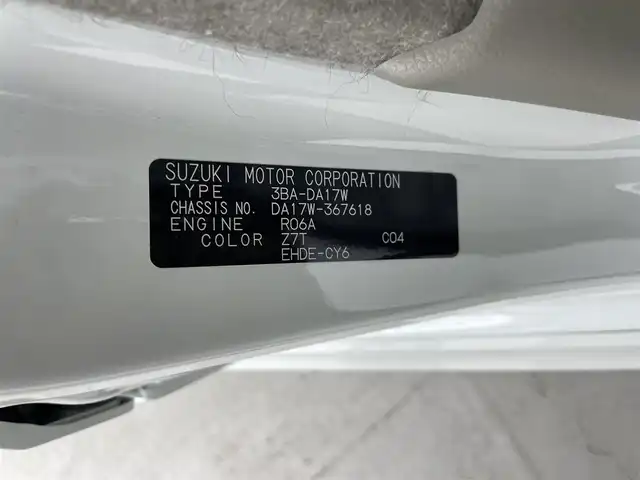 SUZUKI MOTOR CORPORATION
TYPE 3BA-DA17W
CHASSIS NO. DA17W-367618
ENGINE R06A
COLOR Z7T C04
EHDE-CY6